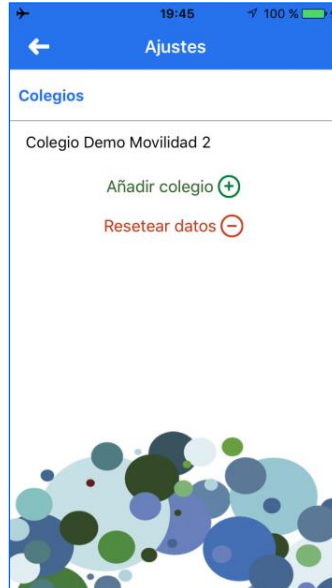 19:45
100 %
Ajustes
Colegios
Colegio Demo Movilidad 2
Añadir colegio
Resetear datos